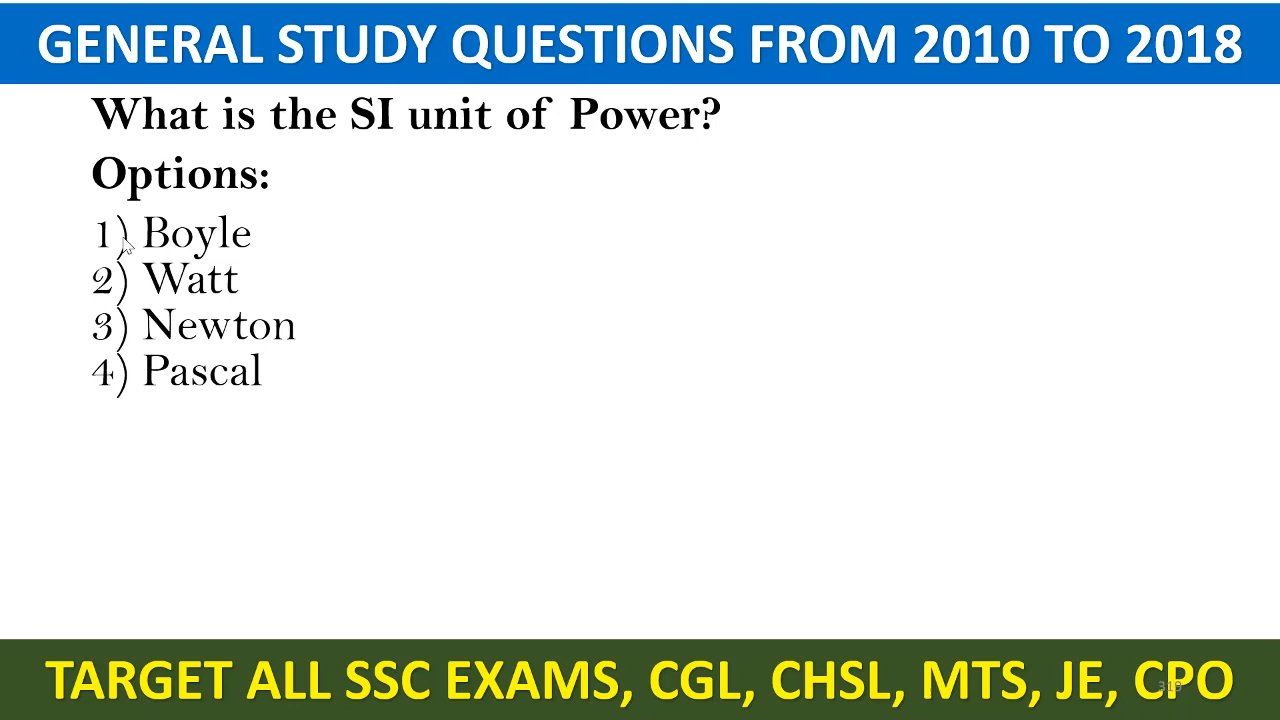 GENERAL STUDY QUESTIONS FROM 2010 TO 2018
What is the SI unit of Power?
Options:
1) Boyle
2) Watt
3) Newton
4) Pascal
TARGET ALL SSC EXAMS, CGL, CHSL, MTS, JE, CPO